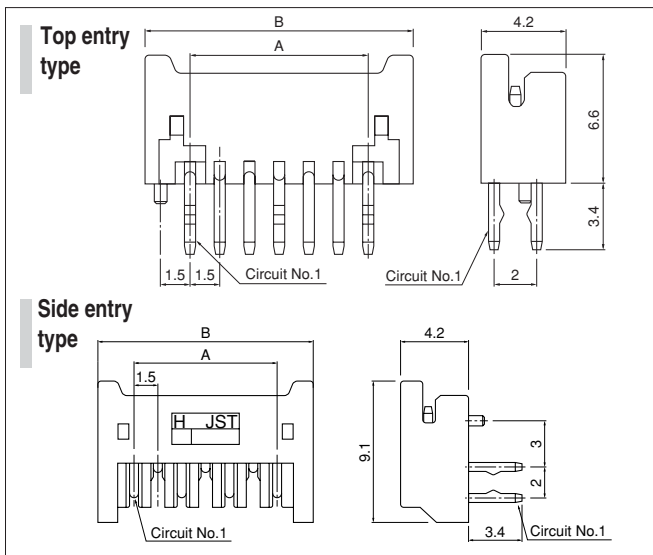 Top entry
type
B
A
1.5
1.5
Circuit No.1
4.2
6.6
3.4
Circuit No.1
2
Side entry
type
B
A
1.5
H JST
Circuit No.1
4.2
9.1
3
2
3.4
Circuit No.1